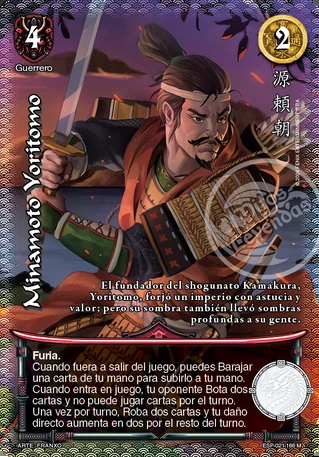 4
2
Guerrero
源頼朝
Minamoto Yoritomo
El fundador del shogunato Kamakura,
Yoritomo, forjó un imperio con astucia y
valor; pero su sombra también llevó sombras
profundas a su gente.
Furia.
Cuando fuera a salir del juego, puedes Barajar
una carta de tu mano para subirlo a tu mano.
Cuando entra en juego, tu oponente Bota dos
cartas y no puede jugar cartas por el turno.
Una vez por turno, Roba dos cartas y tu daño
directo aumenta en dos por el resto del turno.
ARTE: FRANXO